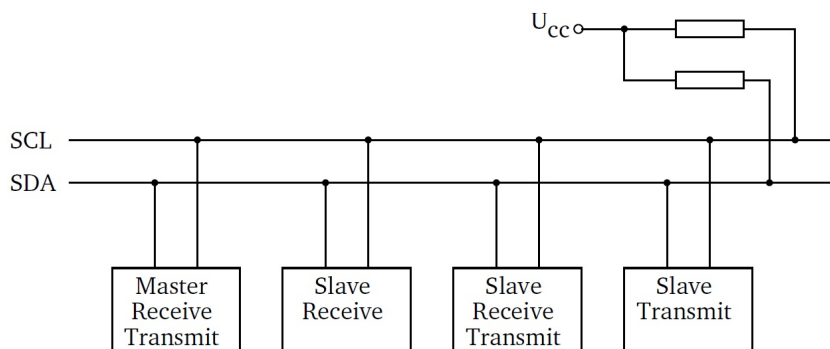 Ucc
SCL
SDA
Master
Receive
Transmit
Slave
Receive
Slave
Receive
Transmit
Slave
Transmit